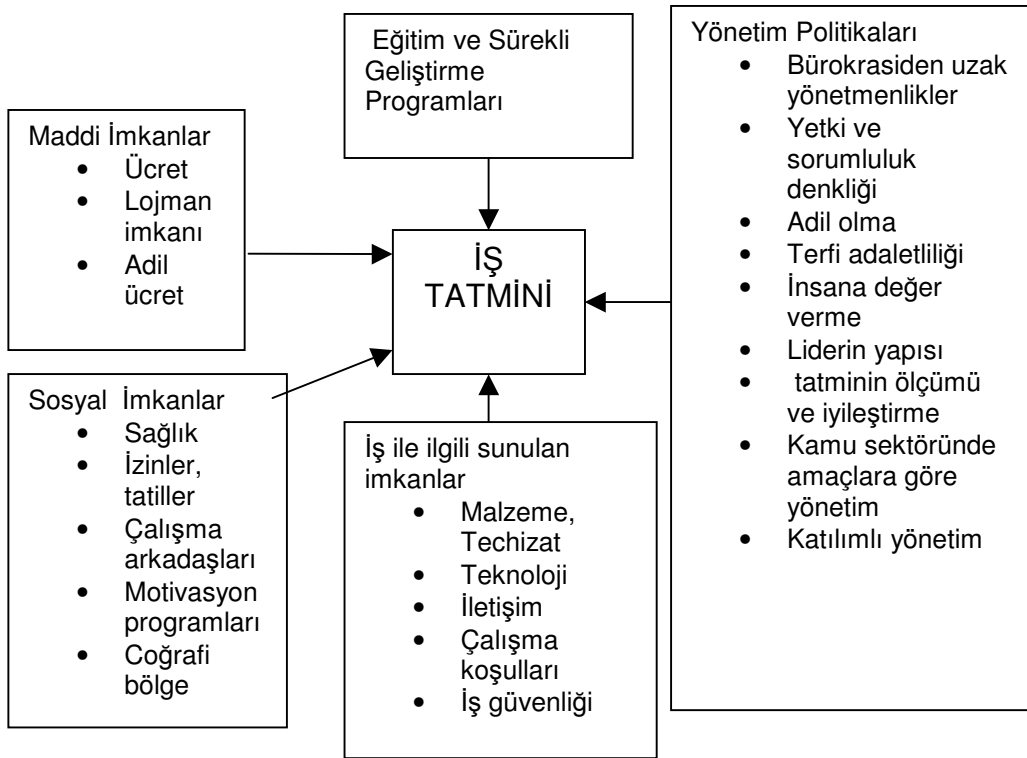 Eğitim ve Sürekli
Geliştirme
Programları
Maddi İmkanlar
• Ücret
• Lojman
imkanı
• Adil
ücret
İŞ
TATMİNİ
Yönetim Politikaları
• Bürokrasiden uzak
yönetmenlikler
• Yetki ve
sorumluluk
denkliği
• Adil olma
• Terfi adaletliliği
• İnsana değer
verme
• Liderin yapısı
• tatminin ölçümü
ve iyileştirme
• Kamu sektöründe
amaçlara göre
yönetim
• Katılımlı yönetim
Sosyal İmkanlar
• Sağlık
• İzinler,
tatiller
• Çalışma
arkadaşları
• Motivasyon
programları
• Coğrafi
bölge
İş ile ilgili sunulan
imkanlar
• Malzeme,
Techizat
• Teknoloji
• İletişim
• Çalışma
koşulları
• İş güvenliği